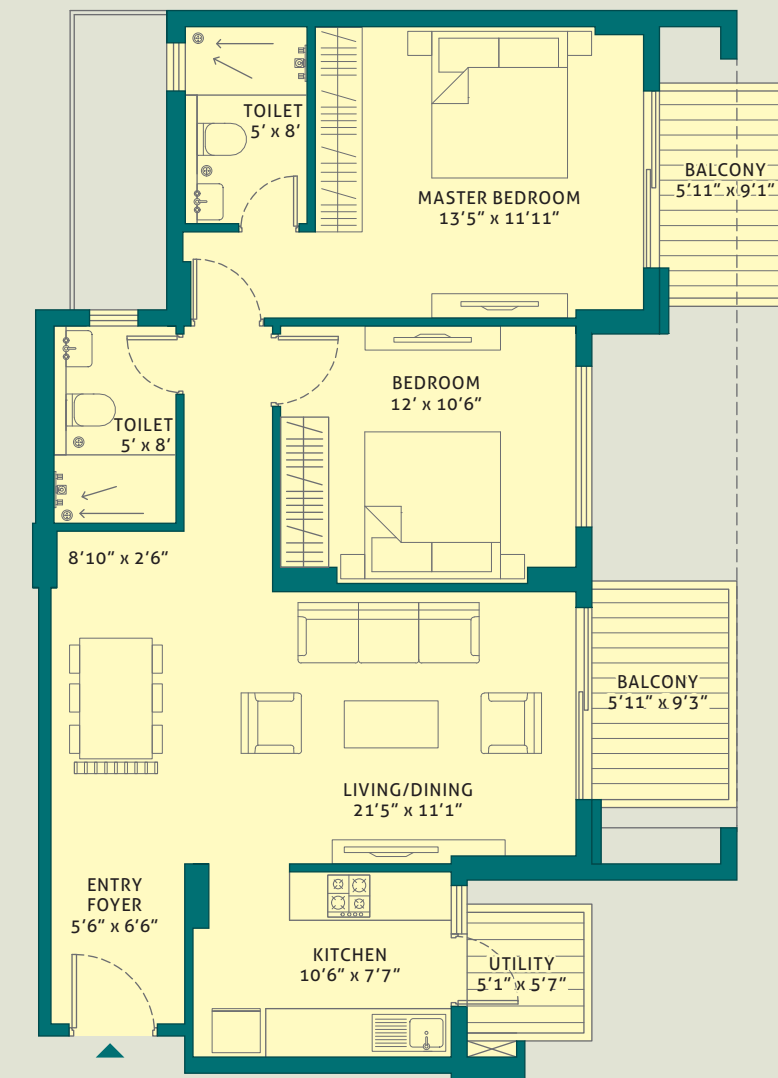 TOILET
5' x 8'
MASTER BEDROOM
13'5" x 11'11"
BALCONY
5'11" x 9'1"
BEDROOM
12' x 10'6"
TOILET
5' x 8'
8'10" x 2'6"
BALCONY
5'11" x 9'3"
LIVING/DINING
21'5" x 11'1"
ENTRY
FOYER
5'6" x 6'6"
KITCHEN
10'6" x 7'7"
UTILITY
5'1" x 5'7"